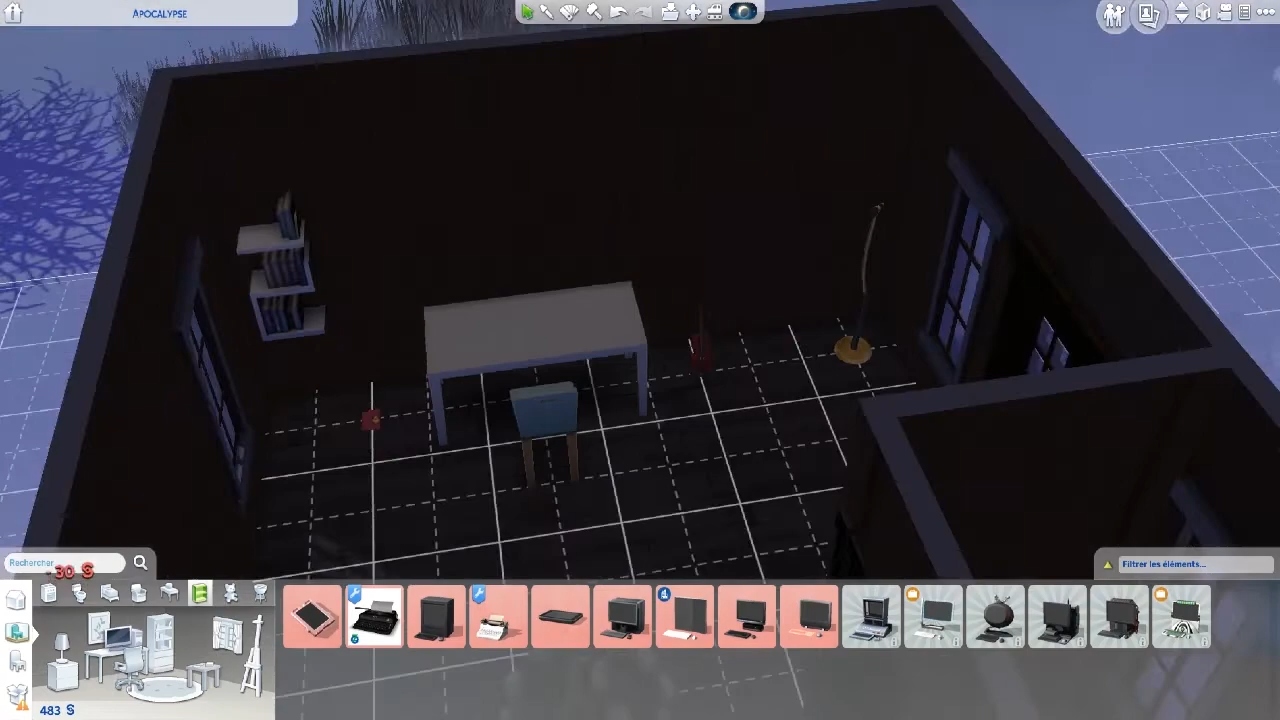 APOCALYPSE
Rechercher
-30 $
Filtrer les éléments...
483 $